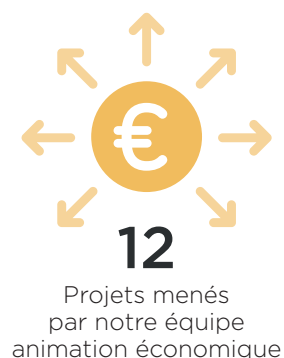 €
12
Projets menés
par notre équipe
animation économique